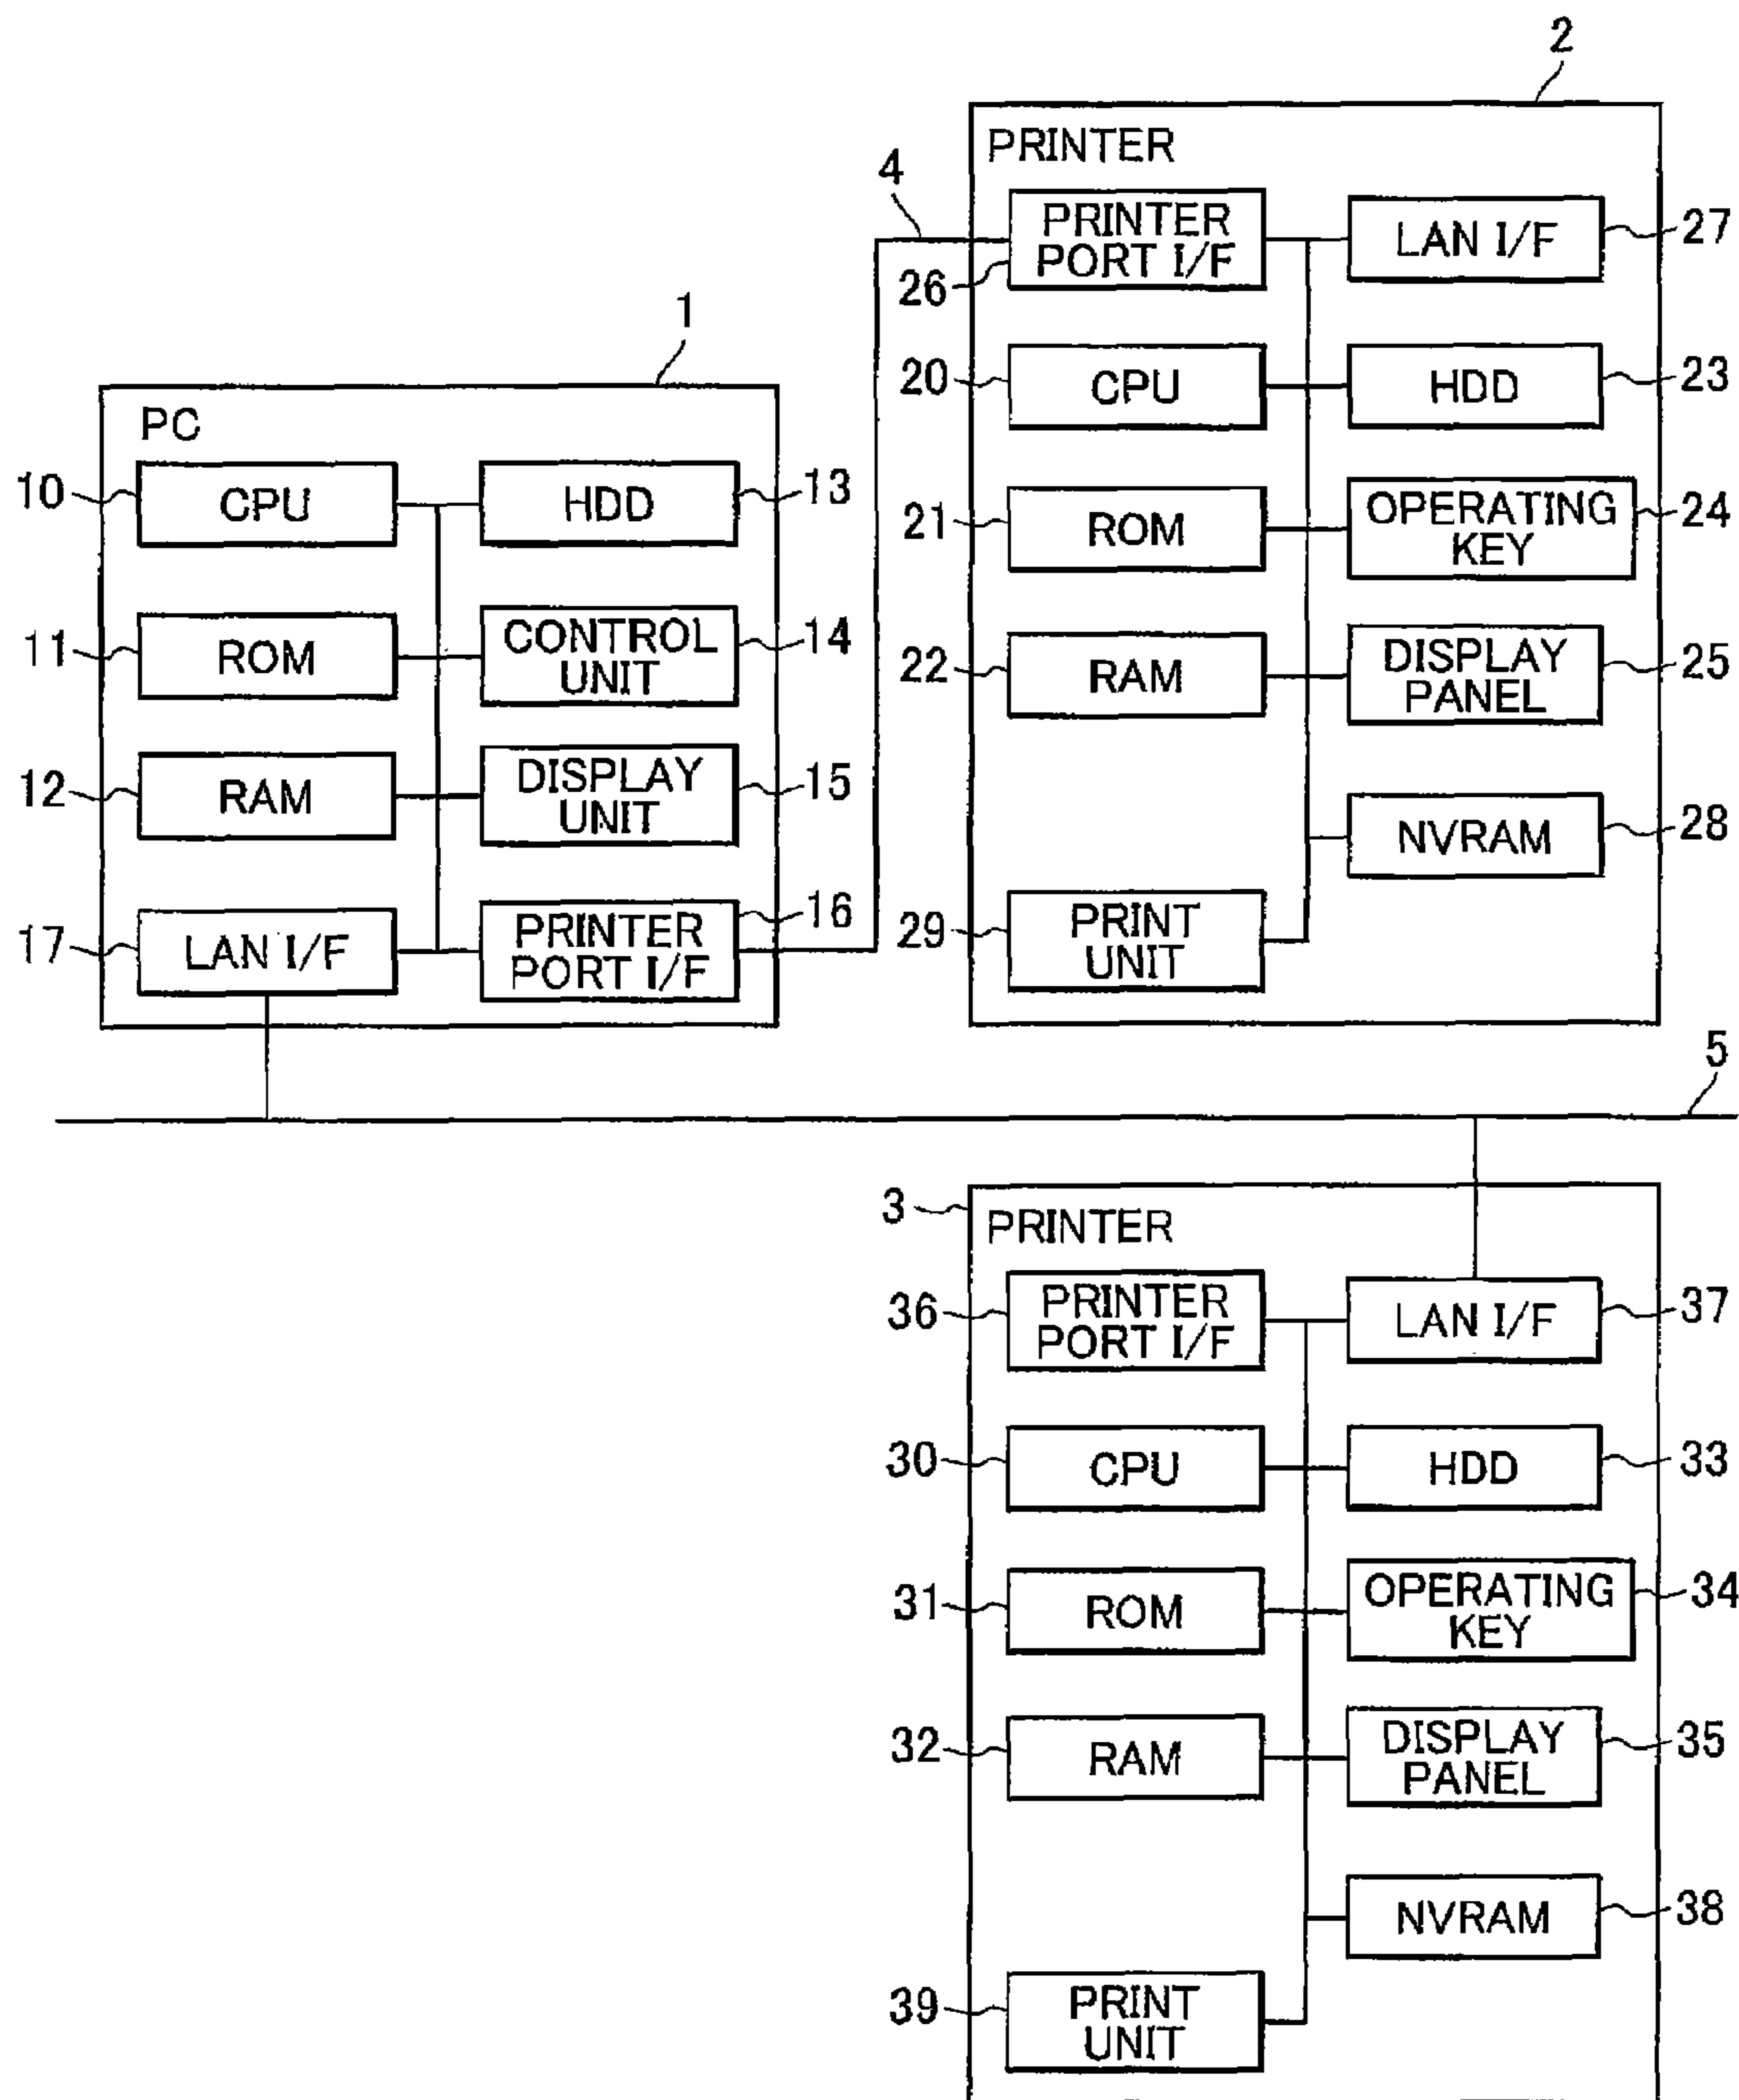 2
PRINTER
4
PRINTER
PORT I/F
26
LAN I/F
27
20
CPU
HDD
23
21
ROM
OPERATING
KEY
24
22
RAM
DISPLAY
PANEL
25
NVRAM
28
29
PRINT
UNIT
1
PC
10
CPU
HDD
13
11
ROM
CONTROL
UNIT
14
12
RAM
DISPLAY
UNIT
15
17
LAN I/F
PRINTER
PORT I/F
16
5
3
PRINTER
36
PRINTER
PORT I/F
LAN I/F
37
30
CPU
HDD
33
31
ROM
OPERATING
KEY
34
32
RAM
DISPLAY
PANEL
35
NVRAM
38
39
PRINT
UNIT